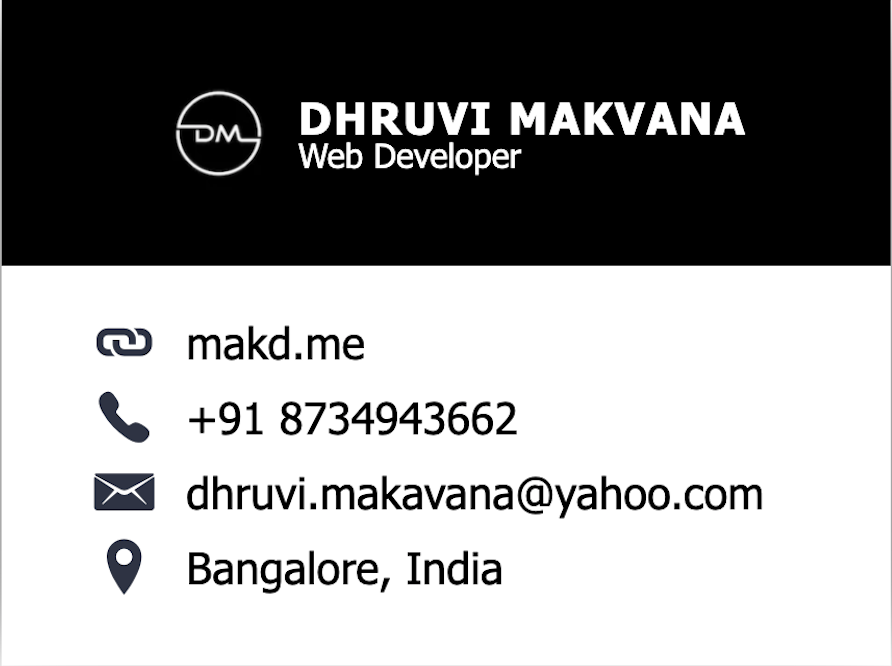 DM
DHRUVI MAKVANA
Web Developer
makd.me
+91 8734943662
dhruvi.makavana@yahoo.com
Bangalore, India